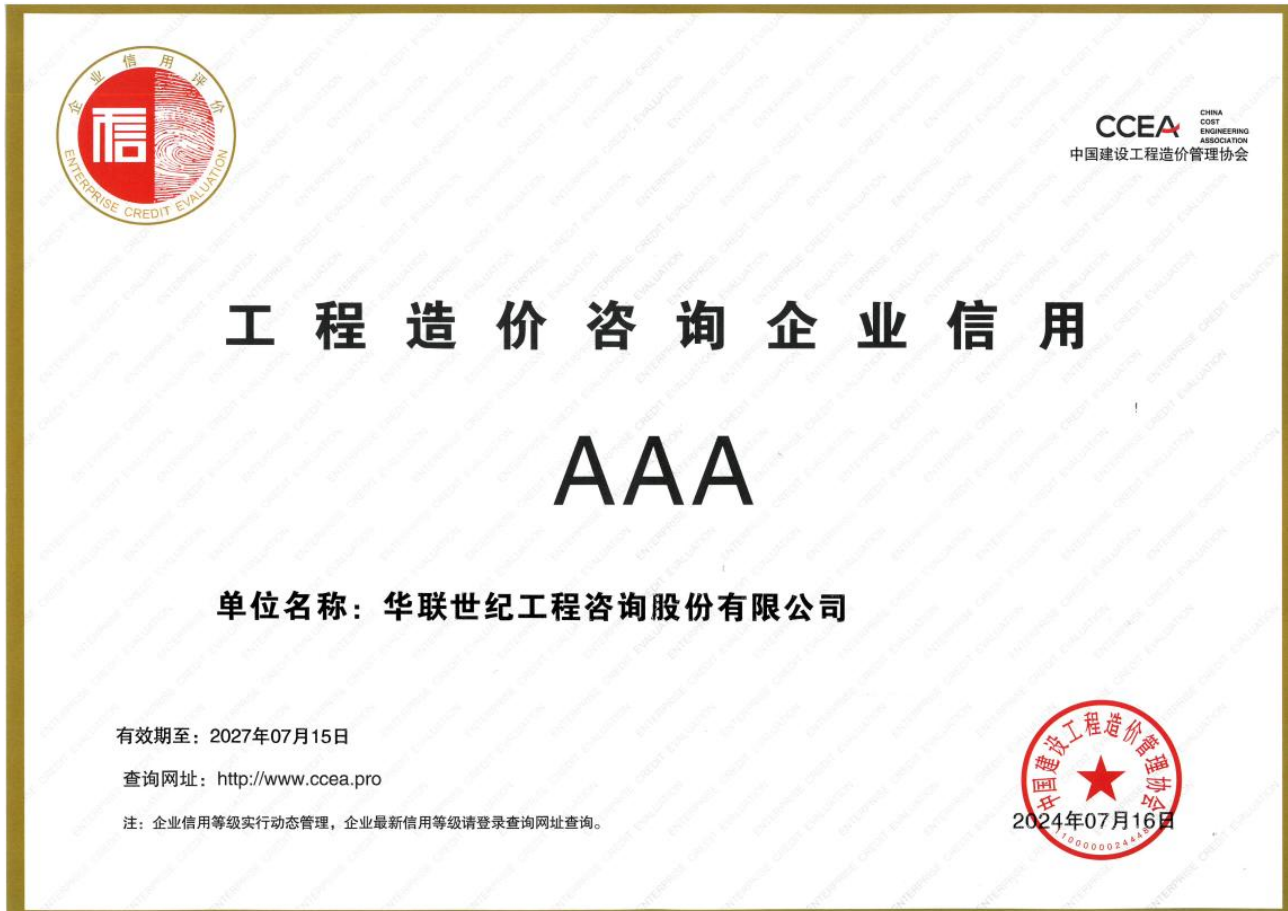 企业信用评价
信
ENTERPRISE CREDIT EVALUATION
CCEA
CHINA
COST
ENGINEERING
ASSOCIATION
中国建设工程造价管理协会
工程造价咨询企业信用
AAA
单位名称：华联世纪工程咨询股份有限公司
有效期至：2027年07月15日
查询网址：http://www.ccea.pro
注：企业信用等级实行动态管理，企业最新信用等级请登录查询网址查询。
中国建设工程造价管理协会
2024年07月16日